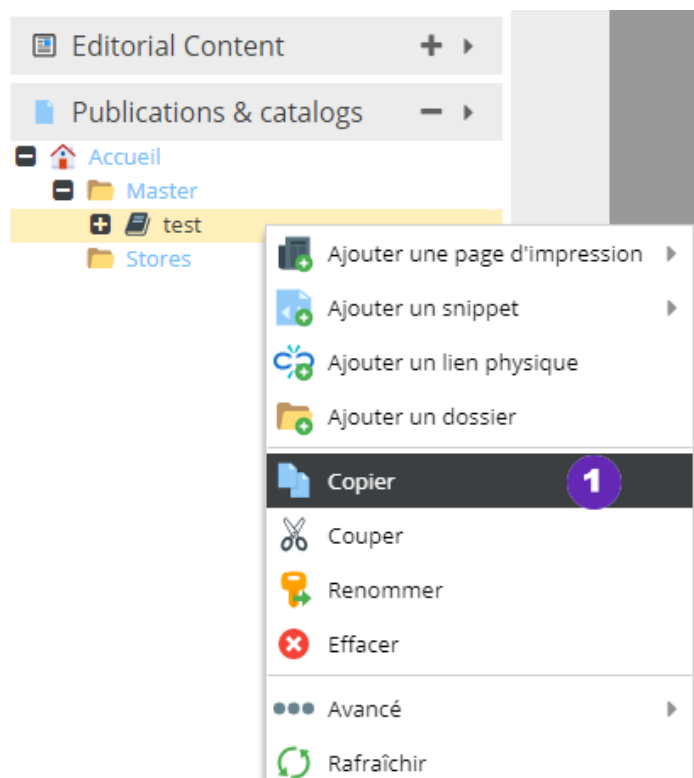 Editorial Content
Publications & catalogs
Accueil
Master
test
Stores
Ajouter une page d'impression
Ajouter un snippet
Ajouter un lien physique
Ajouter un dossier
Copier 1
Couper
Renommer
Effacer
Avancé
Rafraîchir